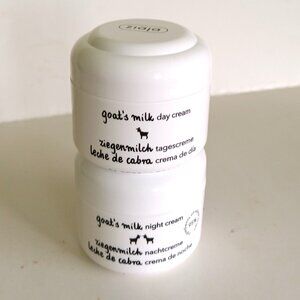 ziaja
goat's milk day cream
ziegenmilch tagescreme
leche de cabra crema de día
goat's milk night cream
ziegenmilch nachtcreme
leche de cabra crema de noche